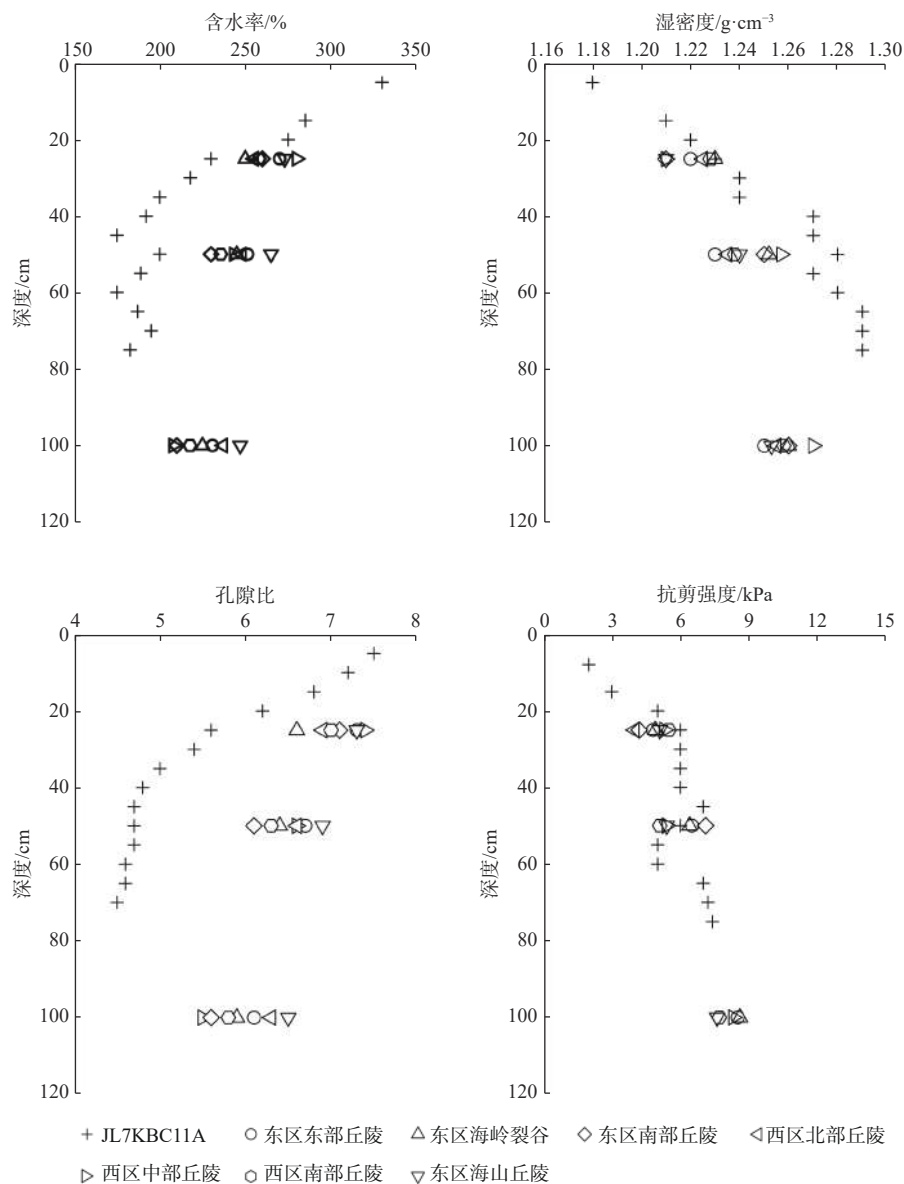 含水率/% 湿密度/g·cm⁻³
150 200 250 300 350 1.16 1.18 1.20 1.22 1.24 1.26 1.28 1.30
0 0
20 20
40 40
深度/cm 深度/cm
60 60
80 80
100 100
120 120
孔隙比 抗剪强度/kPa
4 5 6 7 8 0 3 6 9 12 15
0 0
20 20
40 40
深度/cm 深度/cm
60 60
80 80
100 100
120 120
JL7KBC11A 东区东部丘陵 东区海岭裂谷 东区南部丘陵 西区北部丘陵
西区中部丘陵 西区南部丘陵 东区海山丘陵